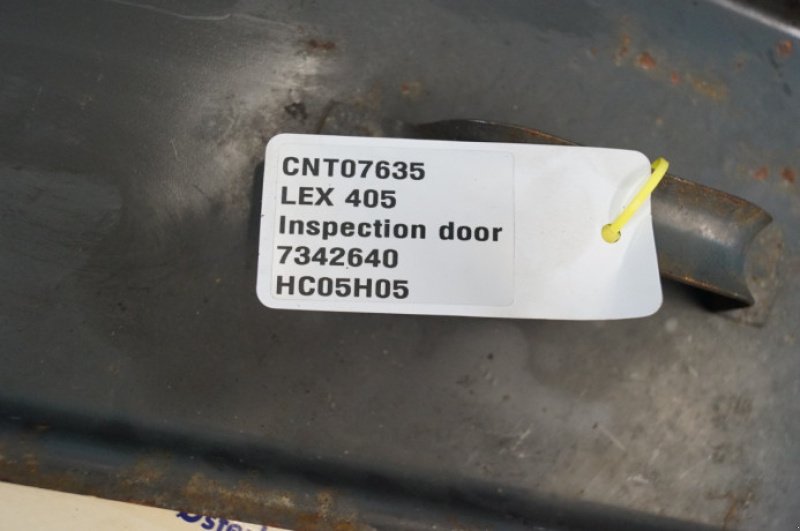 CNT07635
LEX 405
Inspection door
7342640
HC05H05